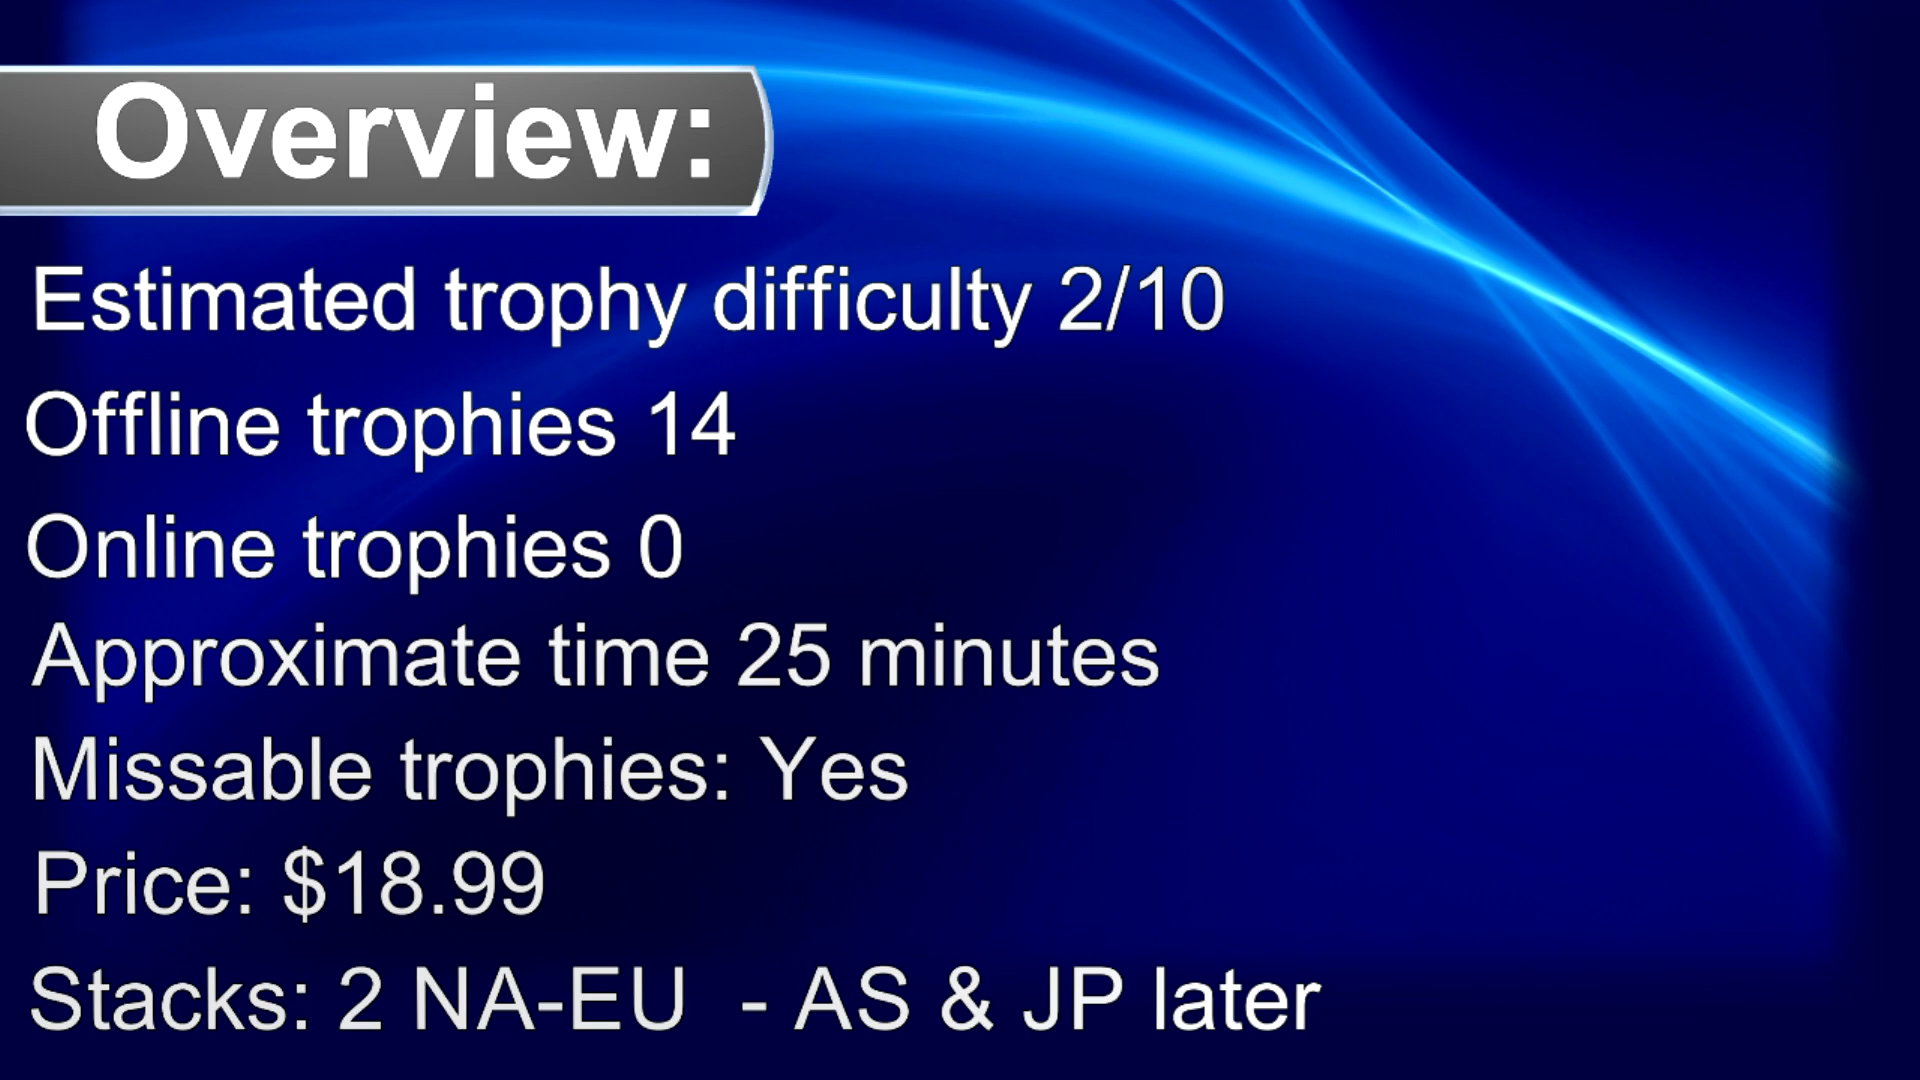 Overview:
Estimated trophy difficulty 2/10
Offline trophies 14
Online trophies 0
Approximate time 25 minutes
Missable trophies: Yes
Price: $18.99
Stacks: 2 NA-EU  - AS & JP later